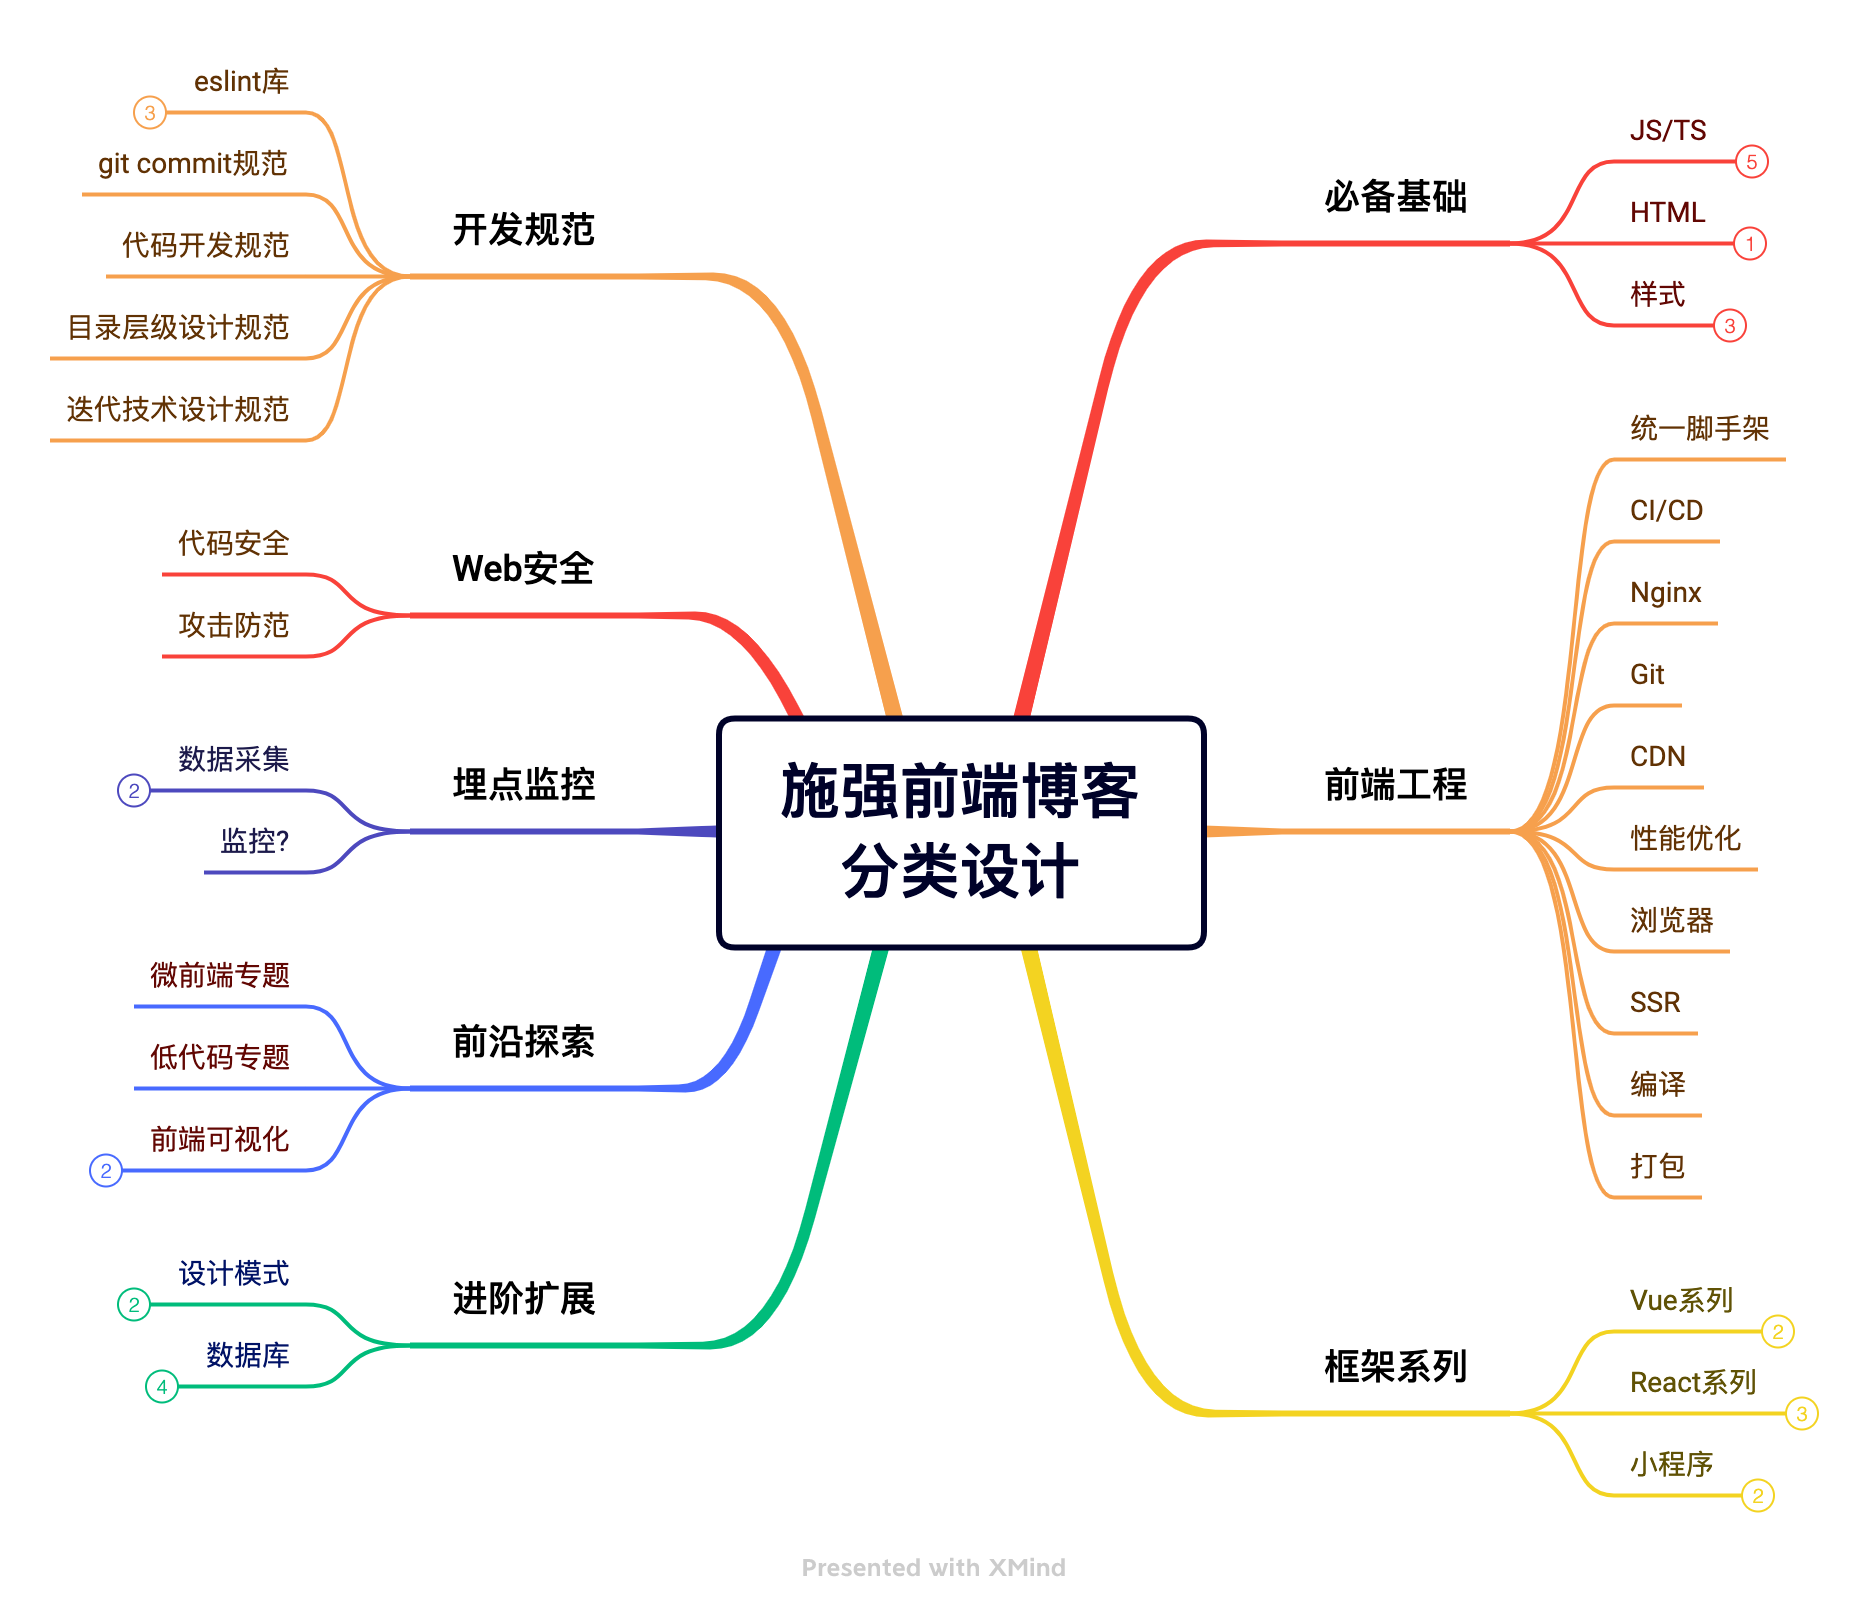 施强前端博客
分类设计
必备基础
JS/TS
5
HTML
1
样式
3
前端工程
统一脚手架
CI/CD
Nginx
Git
CDN
性能优化
浏览器
SSR
编译
打包
框架系列
Vue系列
2
React系列
3
小程序
2
开发规范
eslint库
3
git commit规范
代码开发规范
目录层级设计规范
迭代技术设计规范
Web安全
代码安全
攻击防范
埋点监控
数据采集
2
监控?
前沿探索
微前端专题
低代码专题
前端可视化
2
进阶扩展
设计模式
2
数据库
4
Presented with XMind